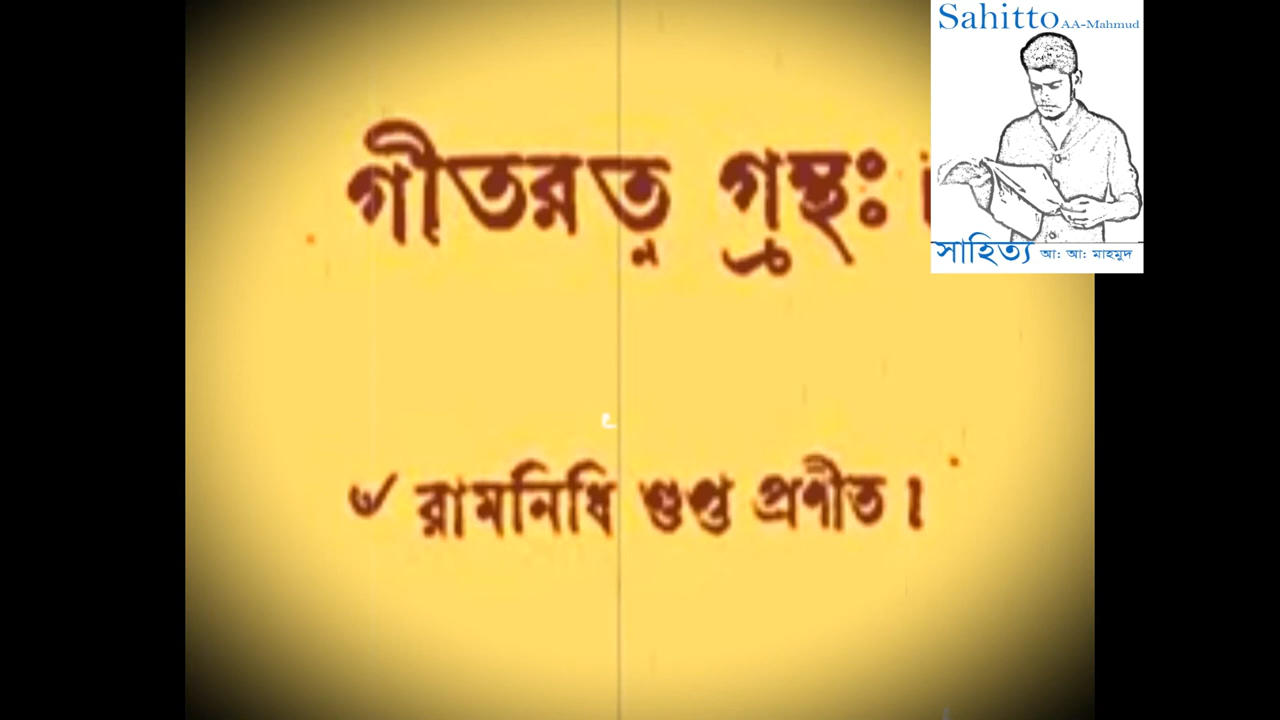 গীতরত্ন গ্রন্থঃ ।
৺ রামনিধি গুপ্ত প্রণীত ।
Sahitto AA-Mahmud
সাহিত্য আঃ আঃ মাহমুদ